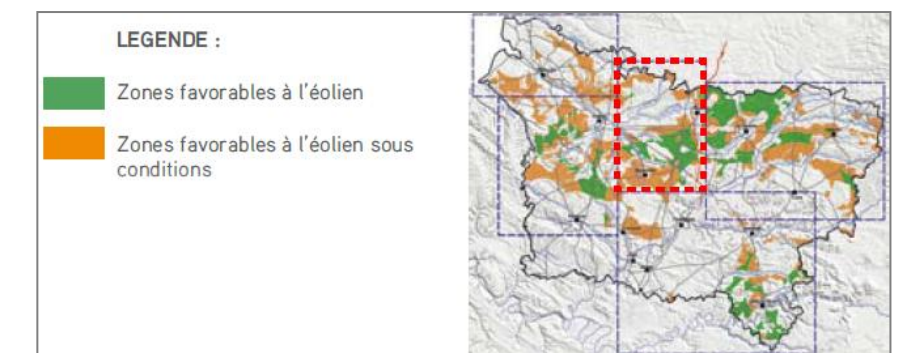 LEGENDE :
Zones favorables à l'éolien
Zones favorables à l'éolien sous
conditions